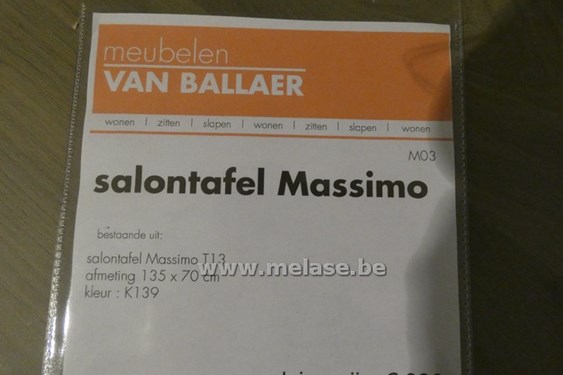 meubelen
VAN BALLAER
wonen | zitten | slapen | wonen | zitten | slapen | wonen
M03
salontafel Massimo
bestaande uit:
salontafel Massimo T13
www.melase.be
afmeting 135 x 70 cm
kleur : K139